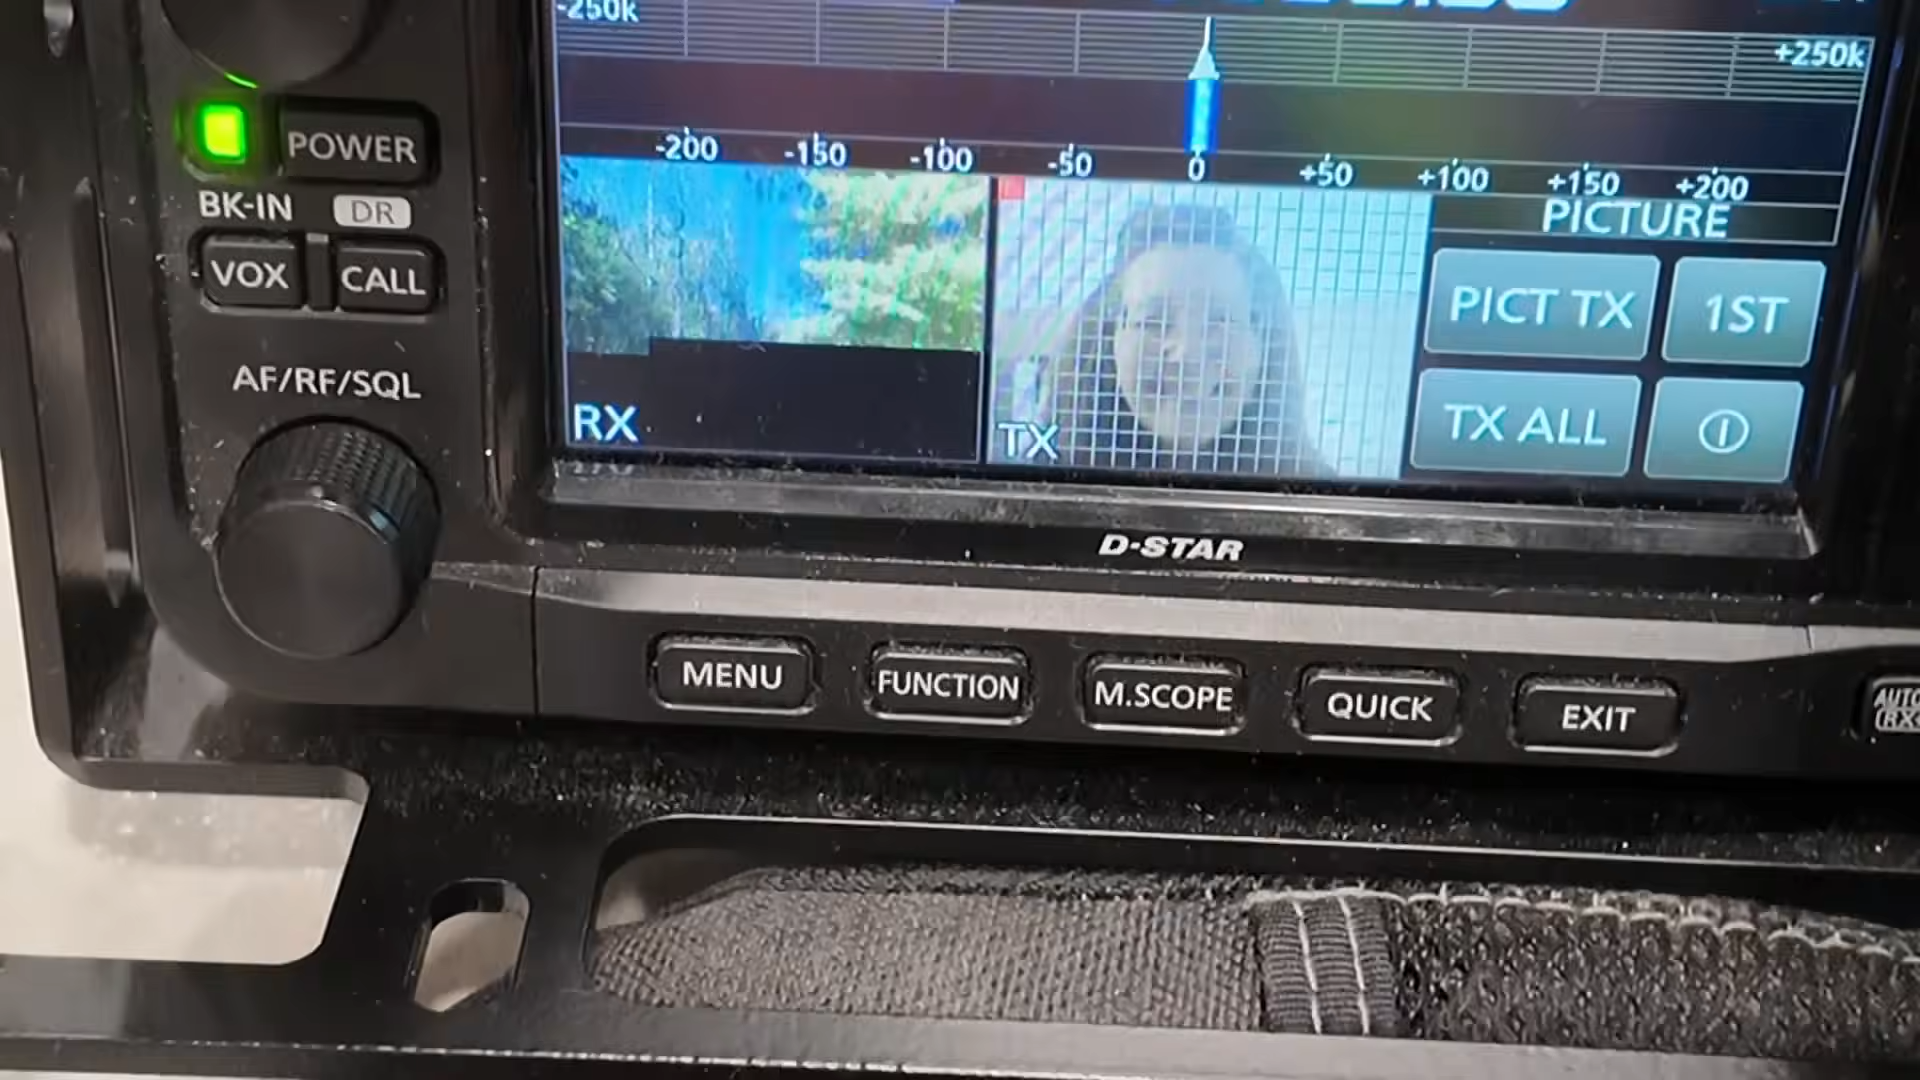 -250k
+250k
-200 -150 -100 -50 0 +50 +100 +150 +200
PICTURE
PICT TX 1ST
TX ALL
RX
TX
POWER
BK-IN DR
VOX CALL
AF/RF/SQL
D-STAR
MENU FUNCTION M.SCOPE QUICK EXIT
AUTO